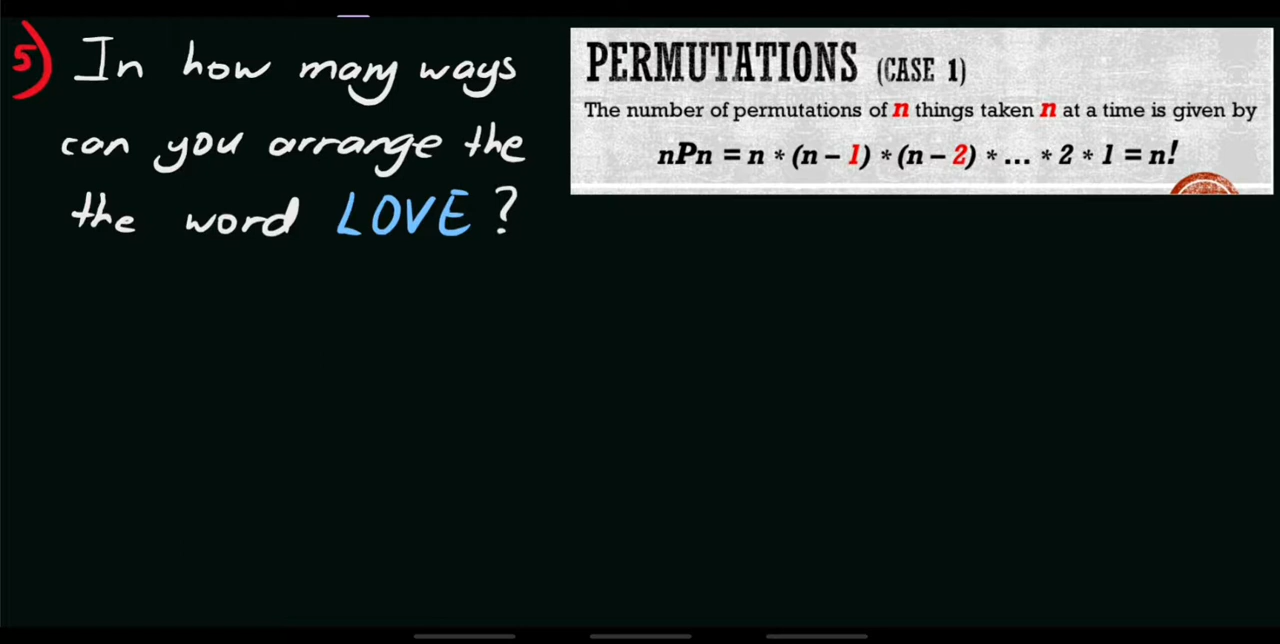 5) In how many ways
can you arrange the
the word LOVE?
PERMUTATIONS (CASE 1)
The number of permutations of n things taken n at a time is given by
nPn = n * (n – 1) * (n – 2) * ... * 2 * 1 = n!